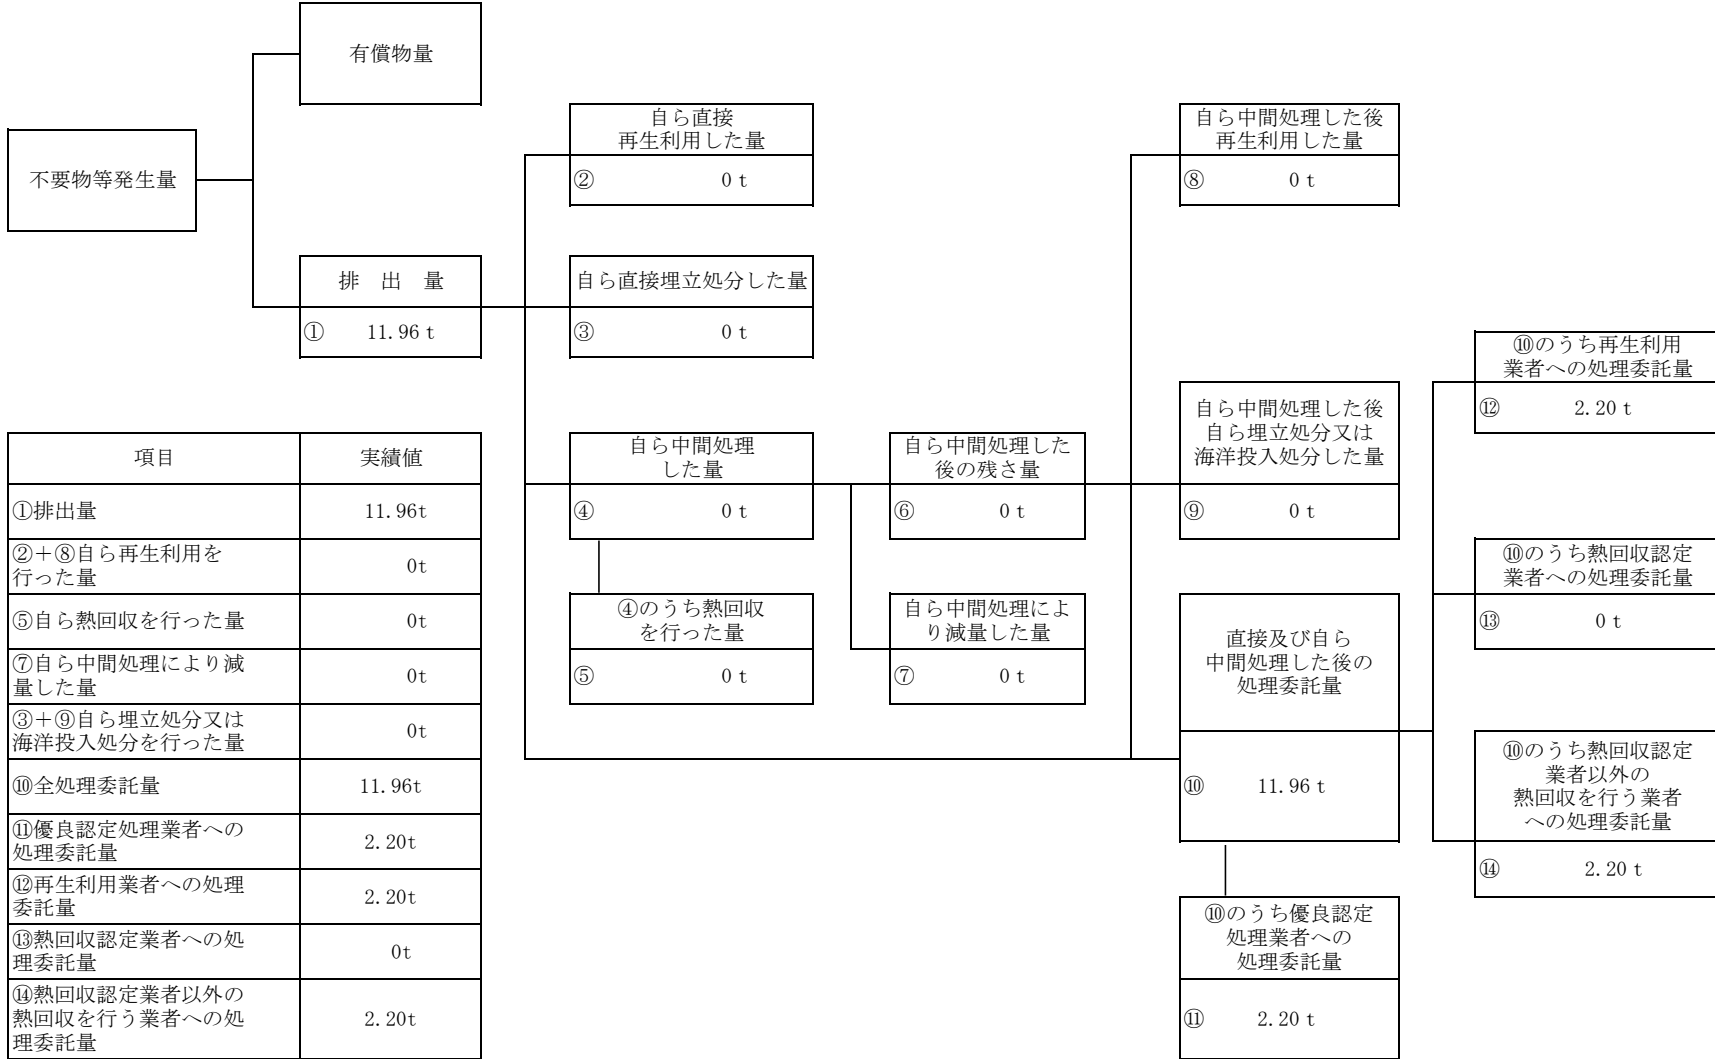 有償物量
不要物等発生量
排　出　量
① 11.96 t
自ら直接
再生利用した量
② 0 t
自ら直接埋立処分した量
③ 0 t
自ら中間処理
した量
④ 0 t
④のうち熱回収
を行った量
⑤ 0 t
自ら中間処理した
後の残さ量
⑥ 0 t
自ら中間処理によ
り減量した量
⑦ 0 t
自ら中間処理した後
再生利用した量
⑧ 0 t
自ら中間処理した後
自ら埋立処分又は
海洋投入処分した量
⑨ 0 t
直接及び自ら
中間処理した後の
処理委託量
⑩ 11.96 t
⑩のうち優良認定
処理業者への
処理委託量
⑪ 2.20 t
⑩のうち再生利用
業者への処理委託量
⑫ 2.20 t
⑩のうち熱回収認定
業者への処理委託量
⑬ 0 t
⑩のうち熱回収認定
業者以外の
熱回収を行う業者
への処理委託量
⑭ 2.20 t
項目 実績値
①排出量 11.96t
②＋⑧自ら再生利用を
行った量 0t
⑤自ら熱回収を行った量 0t
⑦自ら中間処理により減
量した量 0t
③＋⑨自ら埋立処分又は
海洋投入処分を行った量 0t
⑩全処理委託量 11.96t
⑪優良認定処理業者への
処理委託量 2.20t
⑫再生利用業者への処理
委託量 2.20t
⑬熱回収認定業者への処
理委託量 0t
⑭熱回収認定業者以外の
熱回収を行う業者への処
理委託量 2.20t